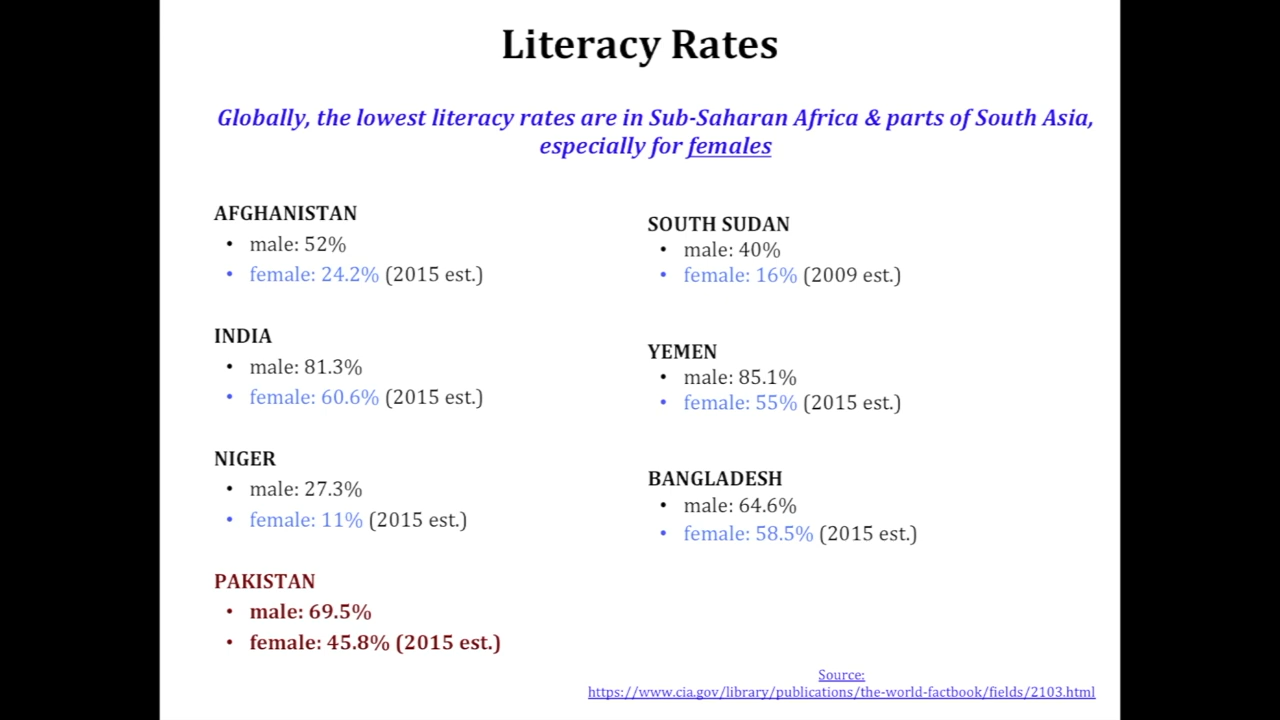 Literacy Rates
Globally, the lowest literacy rates are in Sub-Saharan Africa & parts of South Asia,
especially for females
AFGHANISTAN
• male: 52%
• female: 24.2% (2015 est.)
INDIA
• male: 81.3%
• female: 60.6% (2015 est.)
NIGER
• male: 27.3%
• female: 11% (2015 est.)
PAKISTAN
• male: 69.5%
• female: 45.8% (2015 est.)
SOUTH SUDAN
• male: 40%
• female: 16% (2009 est.)
YEMEN
• male: 85.1%
• female: 55% (2015 est.)
BANGLADESH
• male: 64.6%
• female: 58.5% (2015 est.)
Source:
https://www.cia.gov/library/publications/the-world-factbook/fields/2103.html